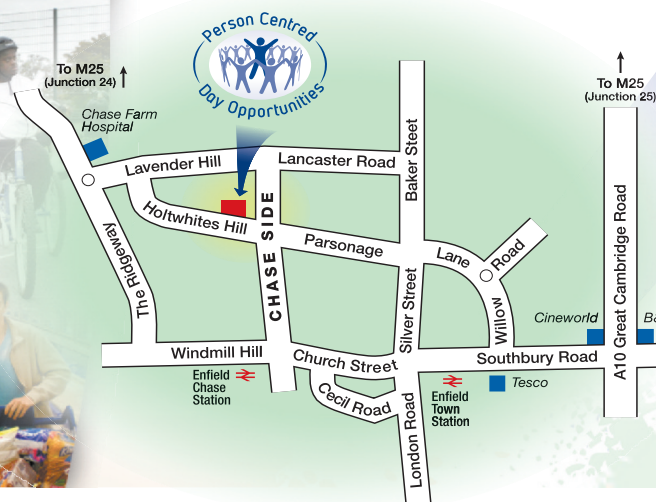 Person Centred
Day Opportunities
To M25
(Junction 24)
To M25
(Junction 25)
Chase Farm
Hospital
Lavender Hill
Lancaster Road
Baker Street
Holtwhites Hill
CHASE SIDE
Parsonage
Lane
Road
The Ridgeway
Silver Street
Willow
A10 Great Cambridge Road
Cineworld
Windmill Hill
Church Street
Southbury Road
Enfield
Chase
Station
Cecil Road
London Road
Enfield
Town
Station
Tesco